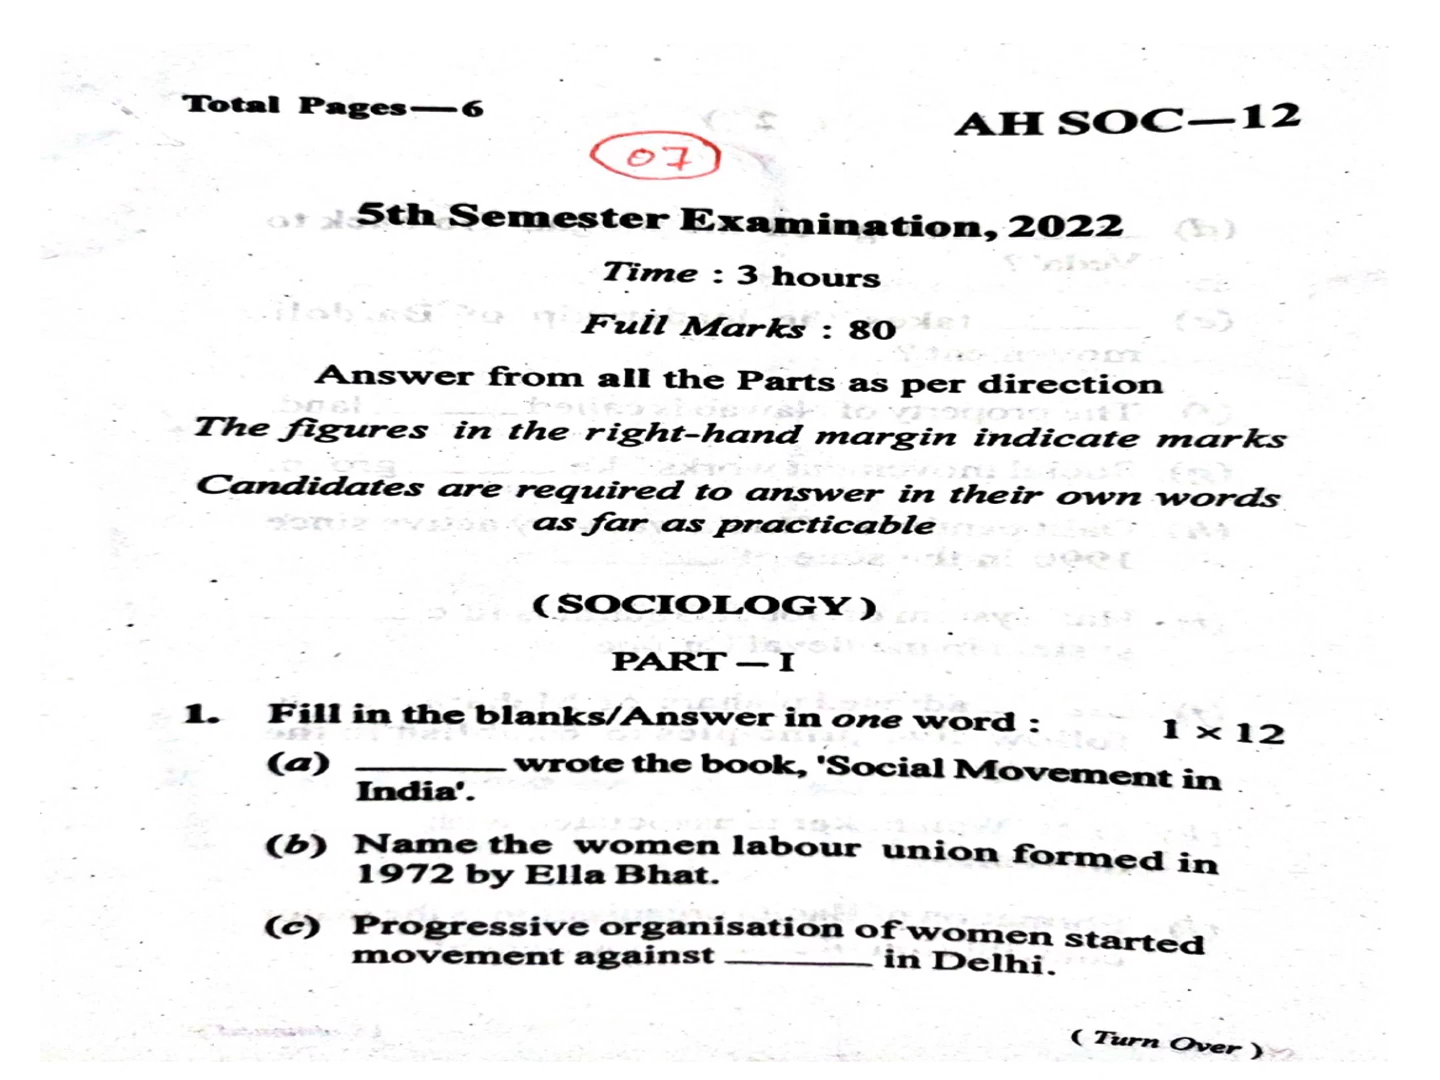 Total Pages—6
AH SOC—12
07
5th Semester Examination, 2022
Time : 3 hours
Full Marks : 80
Answer from all the Parts as per direction
The figures in the right-hand margin indicate marks
Candidates are required to answer in their own words
as far as practicable
( SOCIOLOGY )
PART – I
1. Fill in the blanks/Answer in one word : 1 × 12
(a) ________ wrote the book, 'Social Movement in
India'.
(b) Name the women labour union formed in
1972 by Ella Bhat.
(c) Progressive organisation of women started
movement against ________ in Delhi.
( Turn Over )